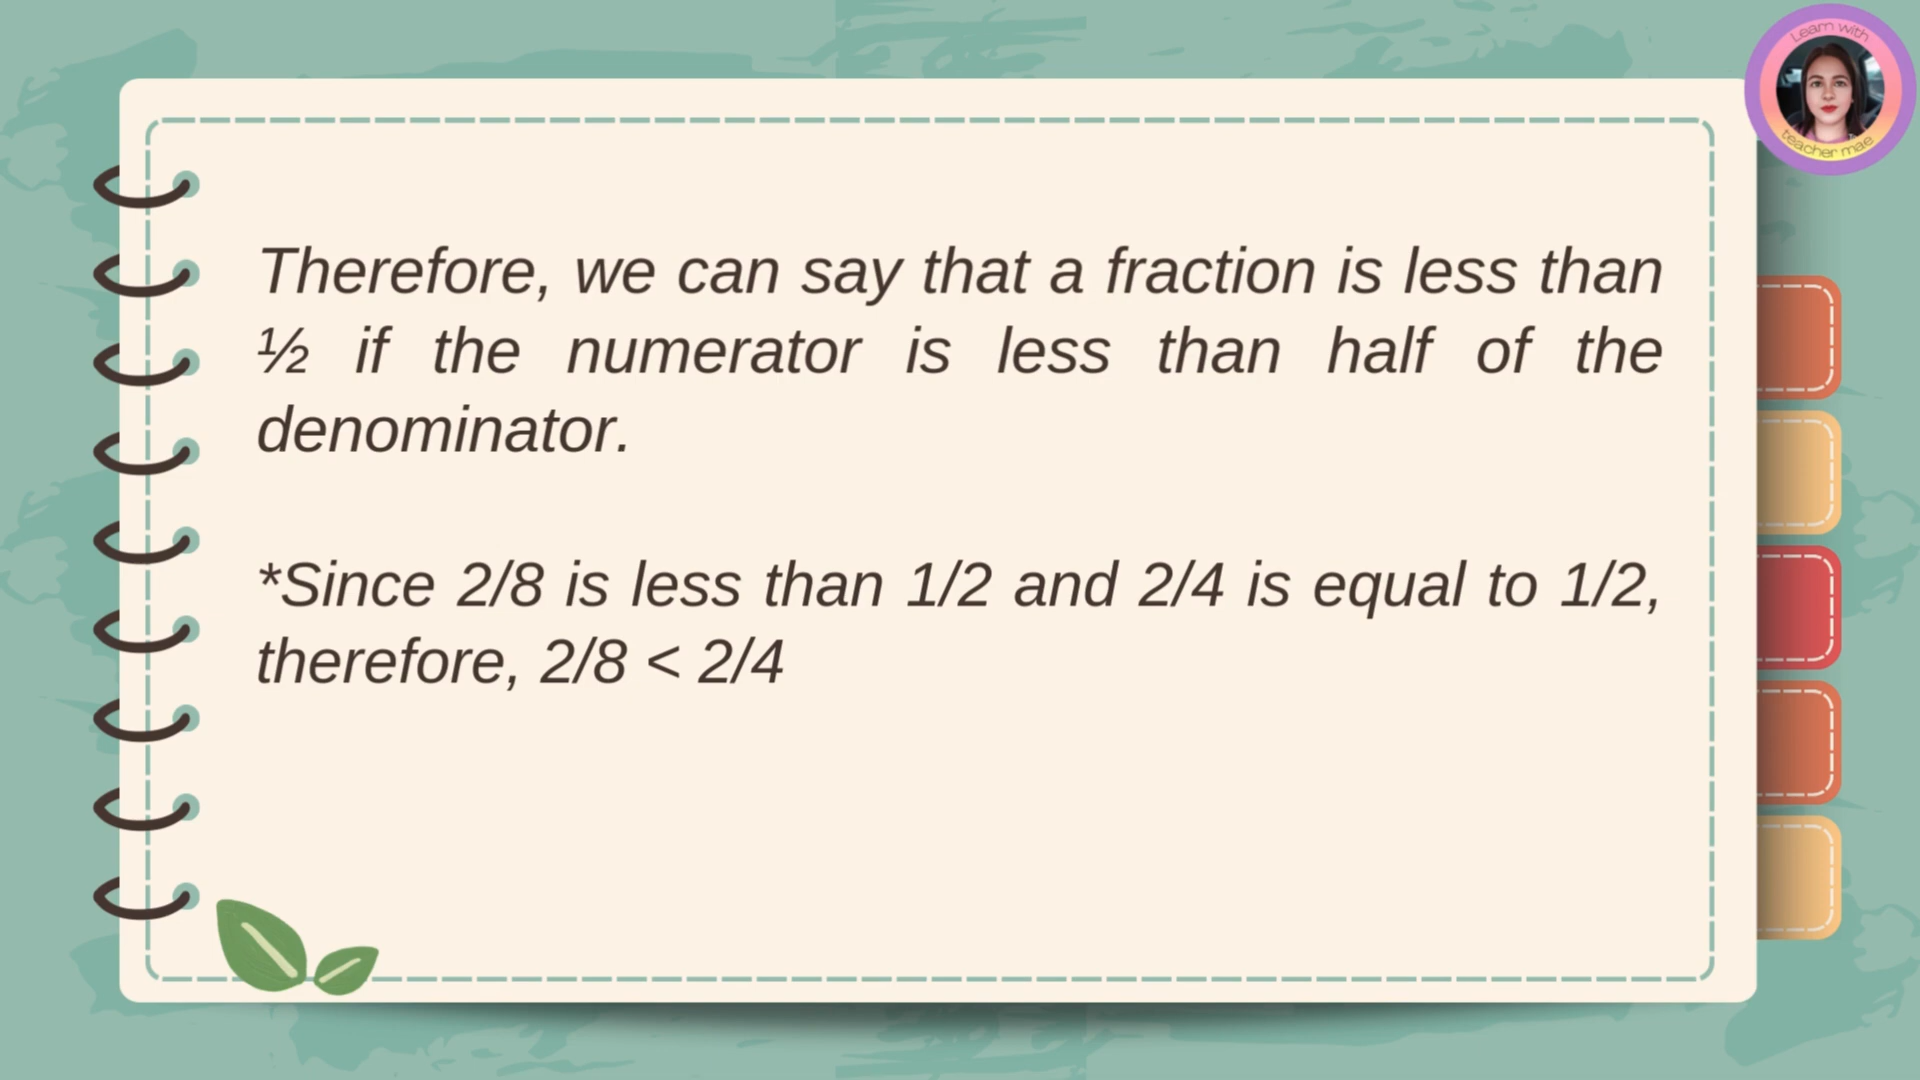 Learn with
teacher mae
Therefore, we can say that a fraction is less than
½ if the numerator is less than half of the
denominator.
*Since 2/8 is less than 1/2 and 2/4 is equal to 1/2,
therefore, 2/8 < 2/4